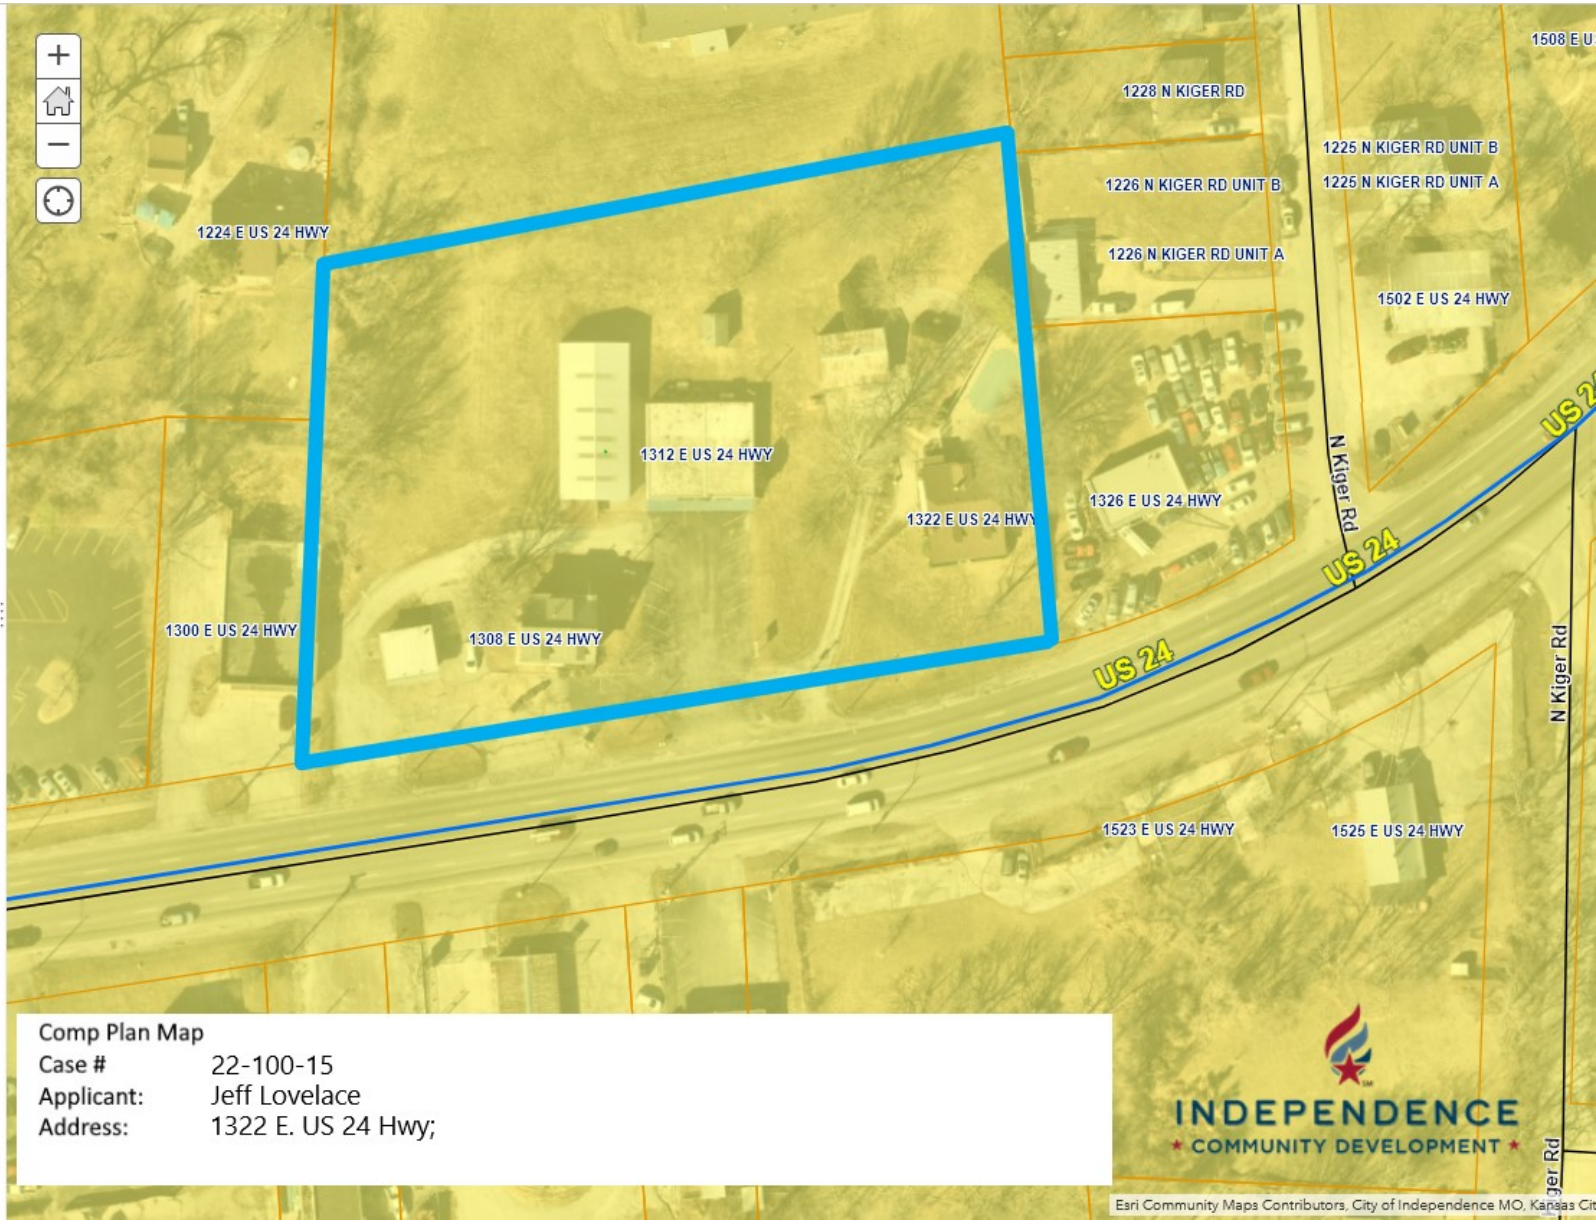 +
−
1508 E U
1228 N KIGER RD
1225 N KIGER RD UNIT B
1226 N KIGER RD UNIT B
1225 N KIGER RD UNIT A
1224 E US 24 HWY
1226 N KIGER RD UNIT A
1502 E US 24 HWY
US 24
1312 E US 24 HWY
N Kiger Rd
1326 E US 24 HWY
1322 E US 24 HWY
US 24
1300 E US 24 HWY
1308 E US 24 HWY
US 24
N Kiger Rd
1523 E US 24 HWY
1525 E US 24 HWY
Comp Plan Map
Case # 22-100-15
Applicant: Jeff Lovelace
Address: 1322 E. US 24 Hwy;
SM
INDEPENDENCE
COMMUNITY DEVELOPMENT
Kiger Rd
Esri Community Maps Contributors, City of Independence MO, Kansas Cit